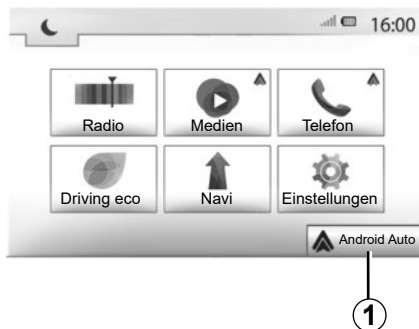 16:00
Radio
Medien
Telefon
Driving eco
Navi
Einstellungen
Android Auto
1